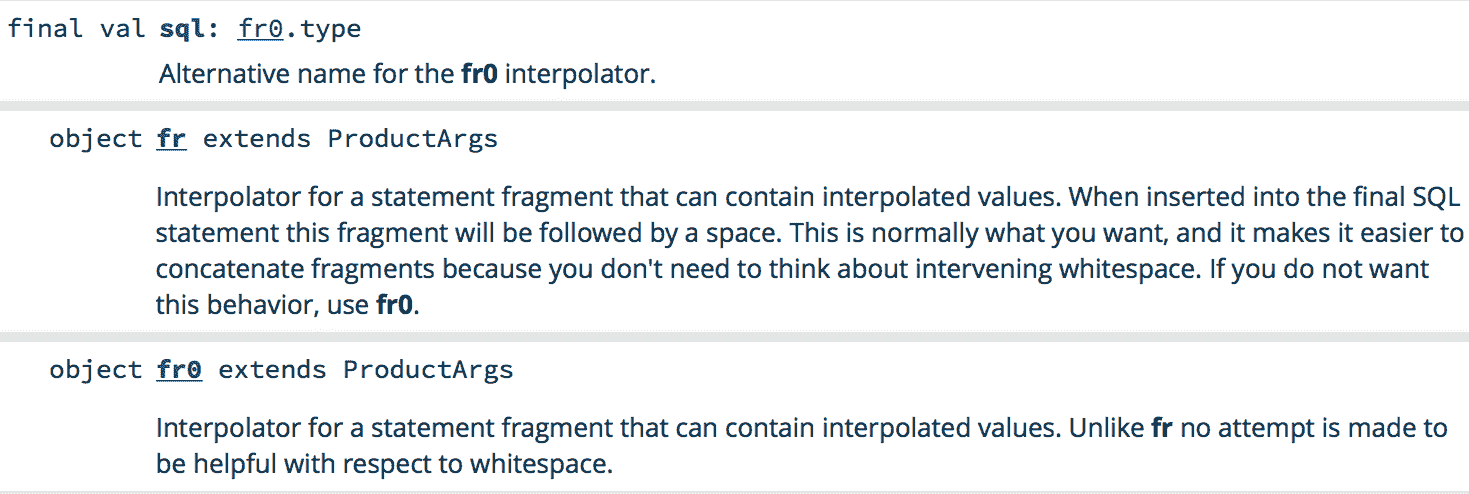 final val sql: fr0.type
Alternative name for the fr0 interpolator.
object fr extends ProductArgs
Interpolator for a statement fragment that can contain interpolated values. When inserted into the final SQL
statement this fragment will be followed by a space. This is normally what you want, and it makes it easier to
concatenate fragments because you don't need to think about intervening whitespace. If you do not want
this behavior, use fr0.
object fr0 extends ProductArgs
Interpolator for a statement fragment that can contain interpolated values. Unlike fr no attempt is made to
be helpful with respect to whitespace.